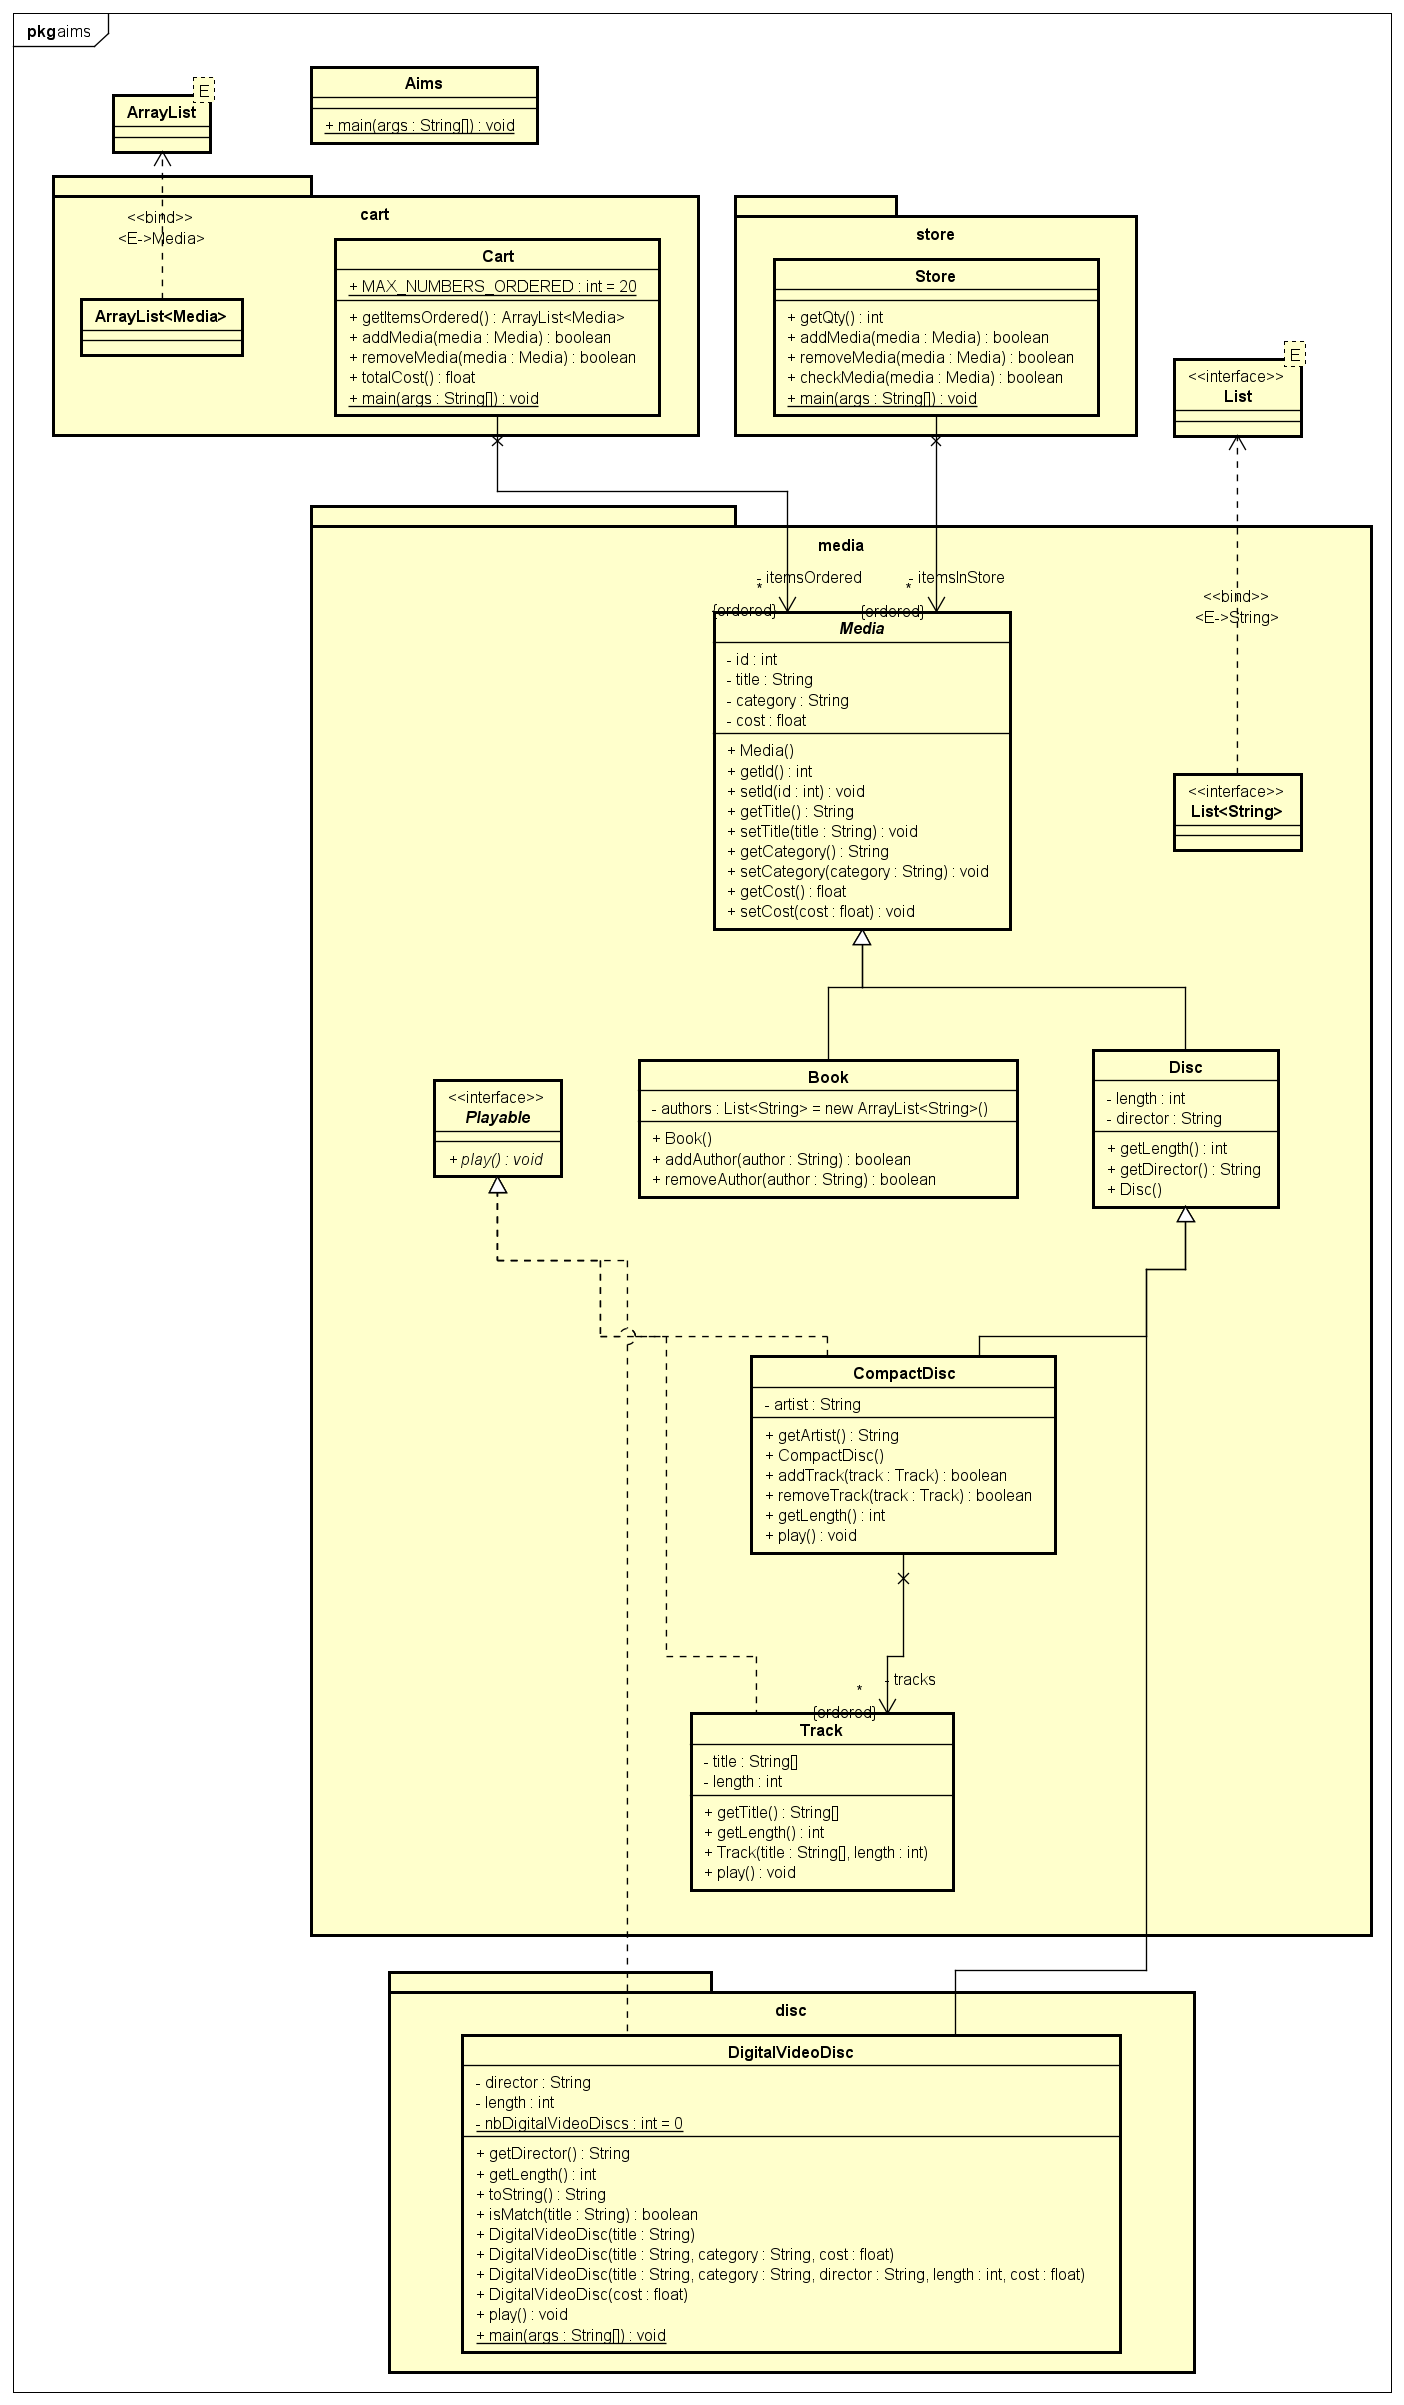 pkg aims
E
ArrayList
Aims
+ main(args : String[]) : void
cart
<<bind>>
<E->Media>
ArrayList<Media>
Cart
+ MAX_NUMBERS_ORDERED : int = 20
+ getItemsOrdered() : ArrayList<Media>
+ addMedia(media : Media) : boolean
+ removeMedia(media : Media) : boolean
+ totalCost() : float
+ main(args : String[]) : void
store
Store
+ getQty() : int
+ addMedia(media : Media) : boolean
+ removeMedia(media : Media) : boolean
+ checkMedia(media : Media) : boolean
+ main(args : String[]) : void
E
<<interface>>
List
<<bind>>
<E->String>
<<interface>>
List<String>
media
- itemsOrdered
*
{ordered}
- itemsInStore
*
{ordered}
Media
- id : int
- title : String
- category : String
- cost : float
+ Media()
+ getId() : int
+ setId(id : int) : void
+ getTitle() : String
+ setTitle(title : String) : void
+ getCategory() : String
+ setCategory(category : String) : void
+ getCost() : float
+ setCost(cost : float) : void
<<interface>>
Playable
+ play() : void
Book
- authors : List<String> = new ArrayList<String>()
+ Book()
+ addAuthor(author : String) : boolean
+ removeAuthor(author : String) : boolean
Disc
- length : int
- director : String
+ getLength() : int
+ getDirector() : String
+ Disc()
CompactDisc
- artist : String
+ getArtist() : String
+ CompactDisc()
+ addTrack(track : Track) : boolean
+ removeTrack(track : Track) : boolean
+ getLength() : int
+ play() : void
- tracks
*
{ordered}
Track
- title : String[]
- length : int
+ getTitle() : String[]
+ getLength() : int
+ Track(title : String[], length : int)
+ play() : void
disc
DigitalVideoDisc
- director : String
- length : int
- nbDigitalVideoDiscs : int = 0
+ getDirector() : String
+ getLength() : int
+ toString() : String
+ isMatch(title : String) : boolean
+ DigitalVideoDisc(title : String)
+ DigitalVideoDisc(title : String, category : String, cost : float)
+ DigitalVideoDisc(title : String, category : String, director : String, length : int, cost : float)
+ DigitalVideoDisc(cost : float)
+ play() : void
+ main(args : String[]) : void